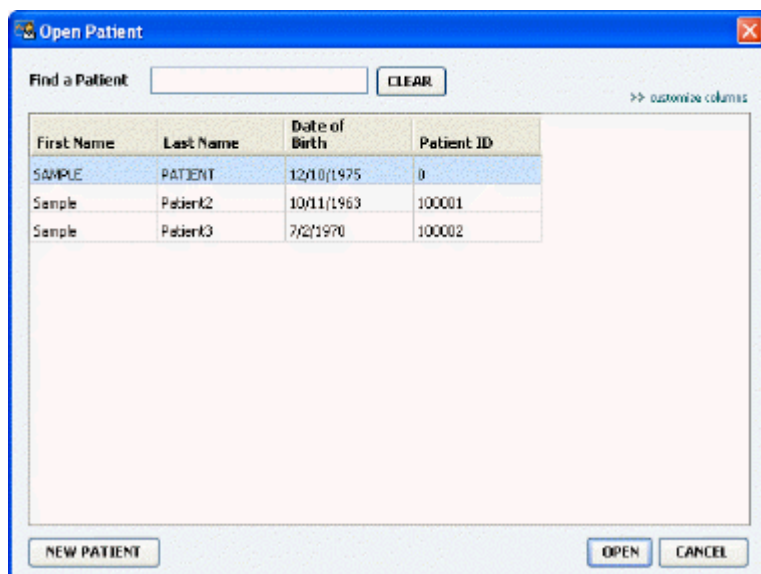 Open Patient
Find a Patient CLEAR
>> customize columns
First Name Last Name Date of Birth Patient ID
SAMPLE PATIENT 12/10/1975 0
Sample Patient2 10/11/1963 100001
Sample Patient3 7/2/1970 100002
NEW PATIENT OPEN CANCEL